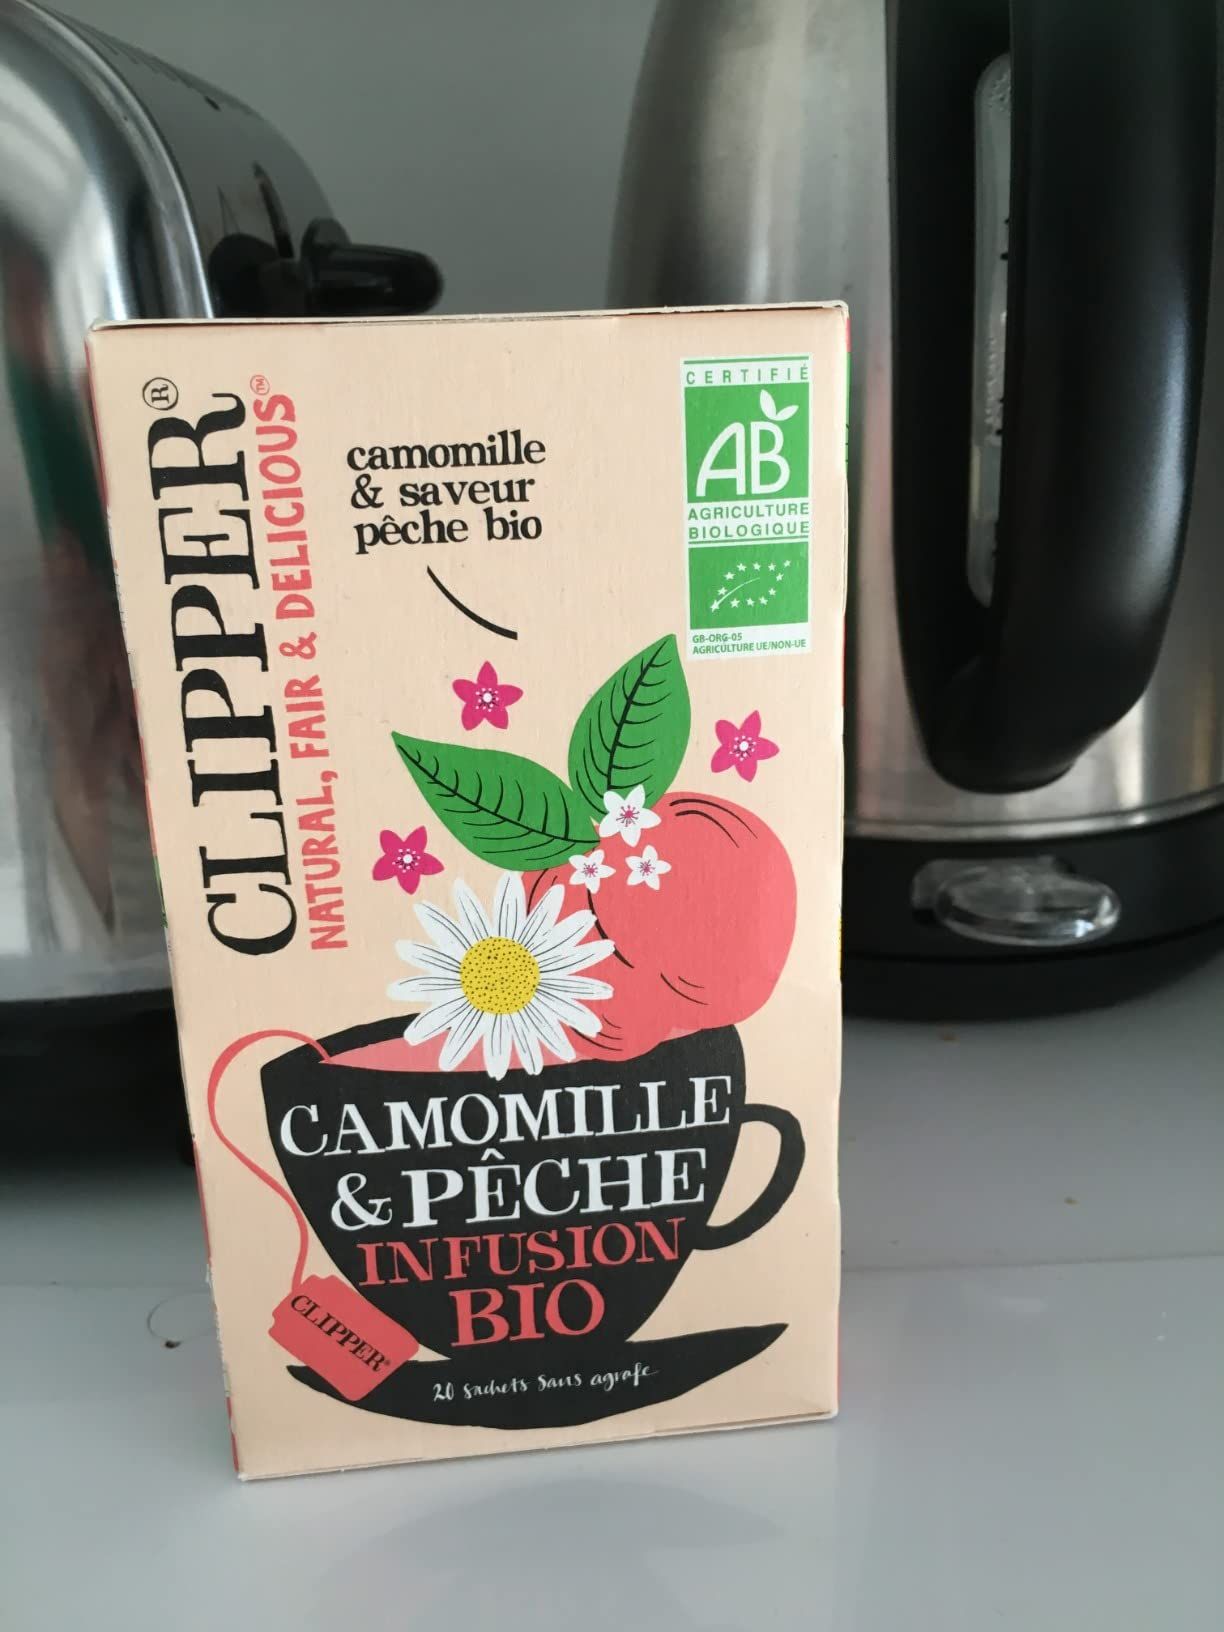 CLIPPER®
NATURAL, FAIR & DELICIOUS™
camomille
& saveur
pêche bio
CERTIFIÉ
AB
AGRICULTURE
BIOLOGIQUE
GB-ORG-05
AGRICULTURE UE/NON-UE
CAMOMILLE
& PÊCHE
INFUSION
BIO
CLIPPER®
20 sachets sans agrafe